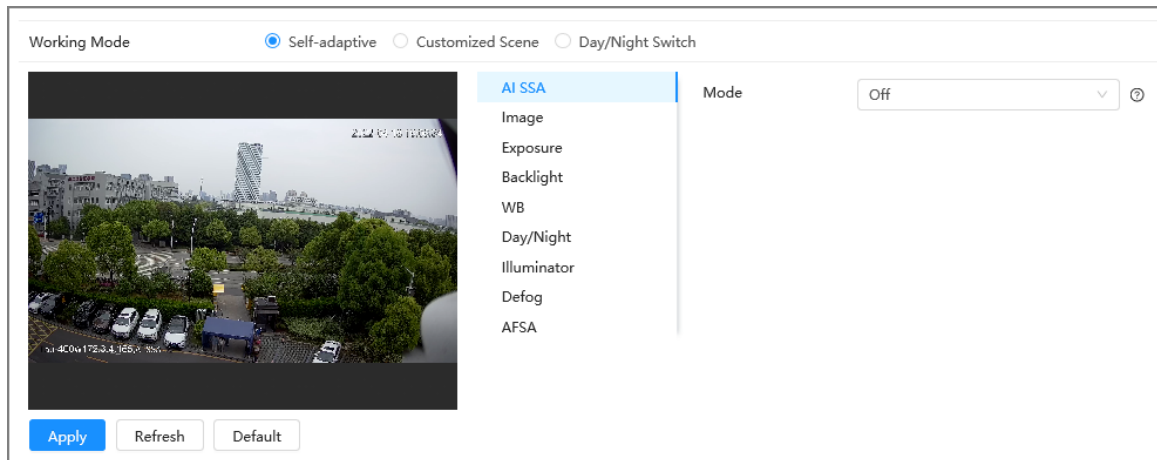 Working Mode
Self-adaptive
Customized Scene
Day/Night Switch
AI SSA
Mode
Off
Image
Exposure
Backlight
WB
Day/Night
Illuminator
Defog
AFSA
Apply
Refresh
Default